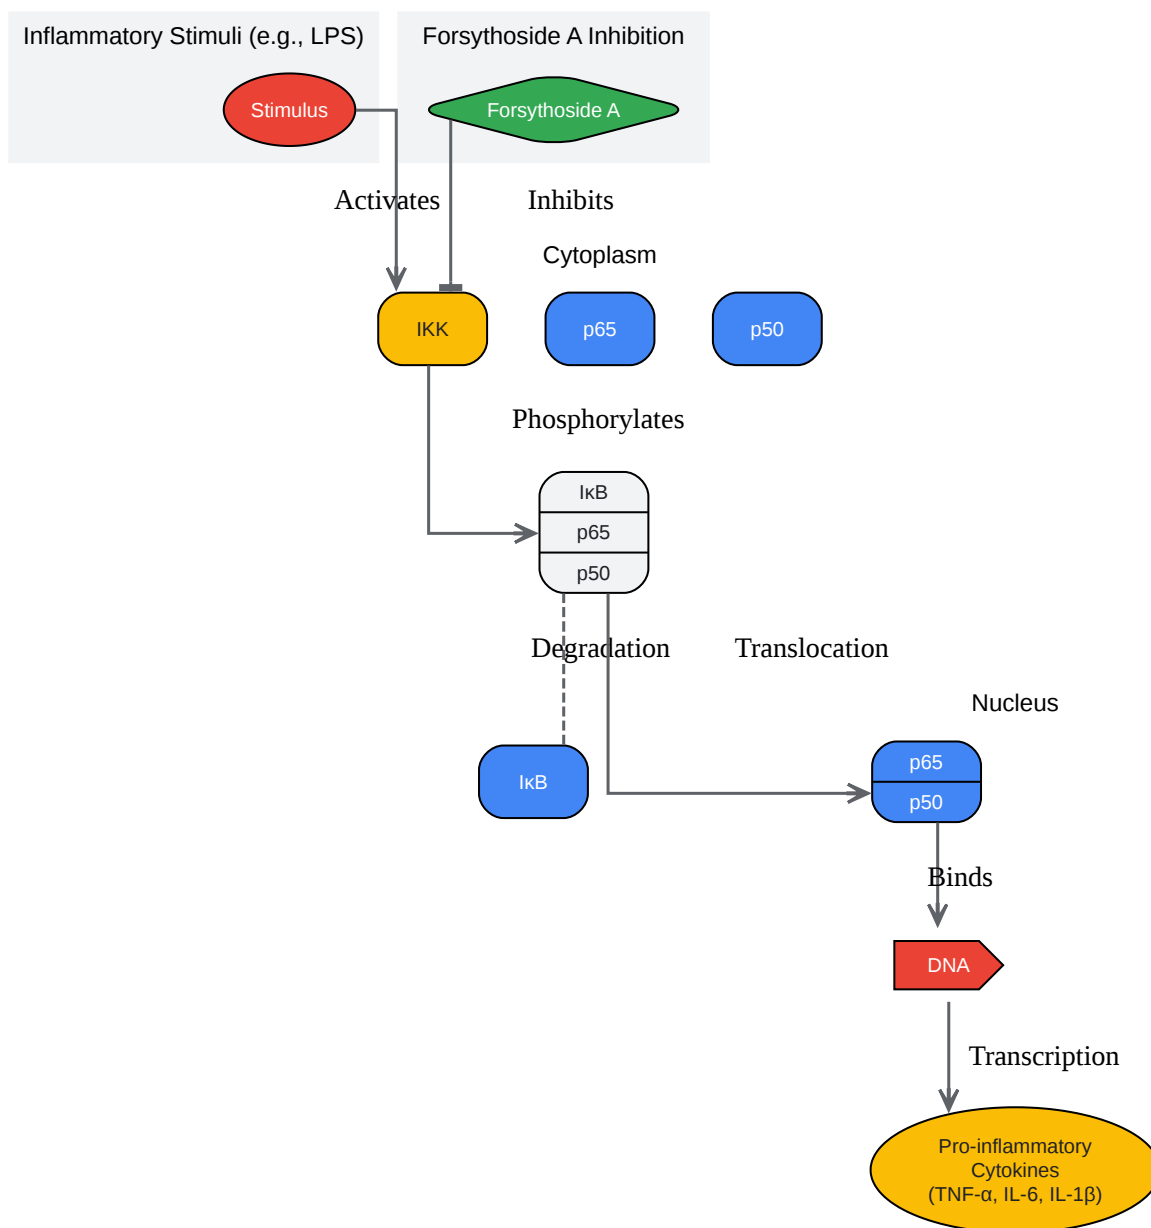 Inflammatory Stimuli (e.g., LPS)
Forsythoside A Inhibition
Stimulus
Forsythoside A
Activates
Inhibits
Cytoplasm
IKK
p65
p50
Phosphorylates
IκB
p65
p50
Degradation
Translocation
Nucleus
IκB
p65
p50
Binds
DNA
Transcription
Pro-inflammatory
Cytokines
(TNF-α, IL-6, IL-1β)